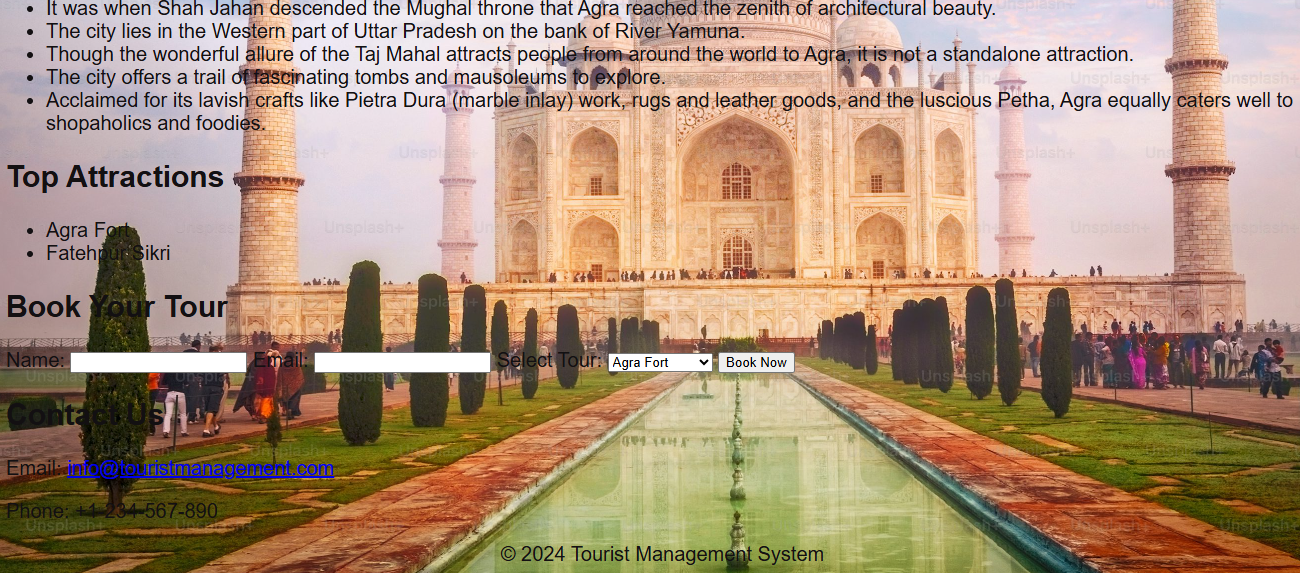 It was when Shah Jahan descended the Mughal throne that Agra reached the zenith of architectural beauty.
The city lies in the Western part of Uttar Pradesh on the bank of River Yamuna.
Though the wonderful allure of the Taj Mahal attracts people from around the world to Agra, it is not a standalone attraction.
The city offers a trail of fascinating tombs and mausoleums to explore.
Acclaimed for its lavish crafts like Pietra Dura (marble inlay) work, rugs and leather goods, and the luscious Petha, Agra equally caters well to
shopaholics and foodies.
Unsplash+
Top Attractions
Agra Fort
Fatehpur Sikri
Book Your Tour
Name: Email: Select Tour: Agra Fort Book Now
Contact Us
Email: info@touristmanagement.com
Phone: +1 234-567-890
© 2024 Tourist Management System